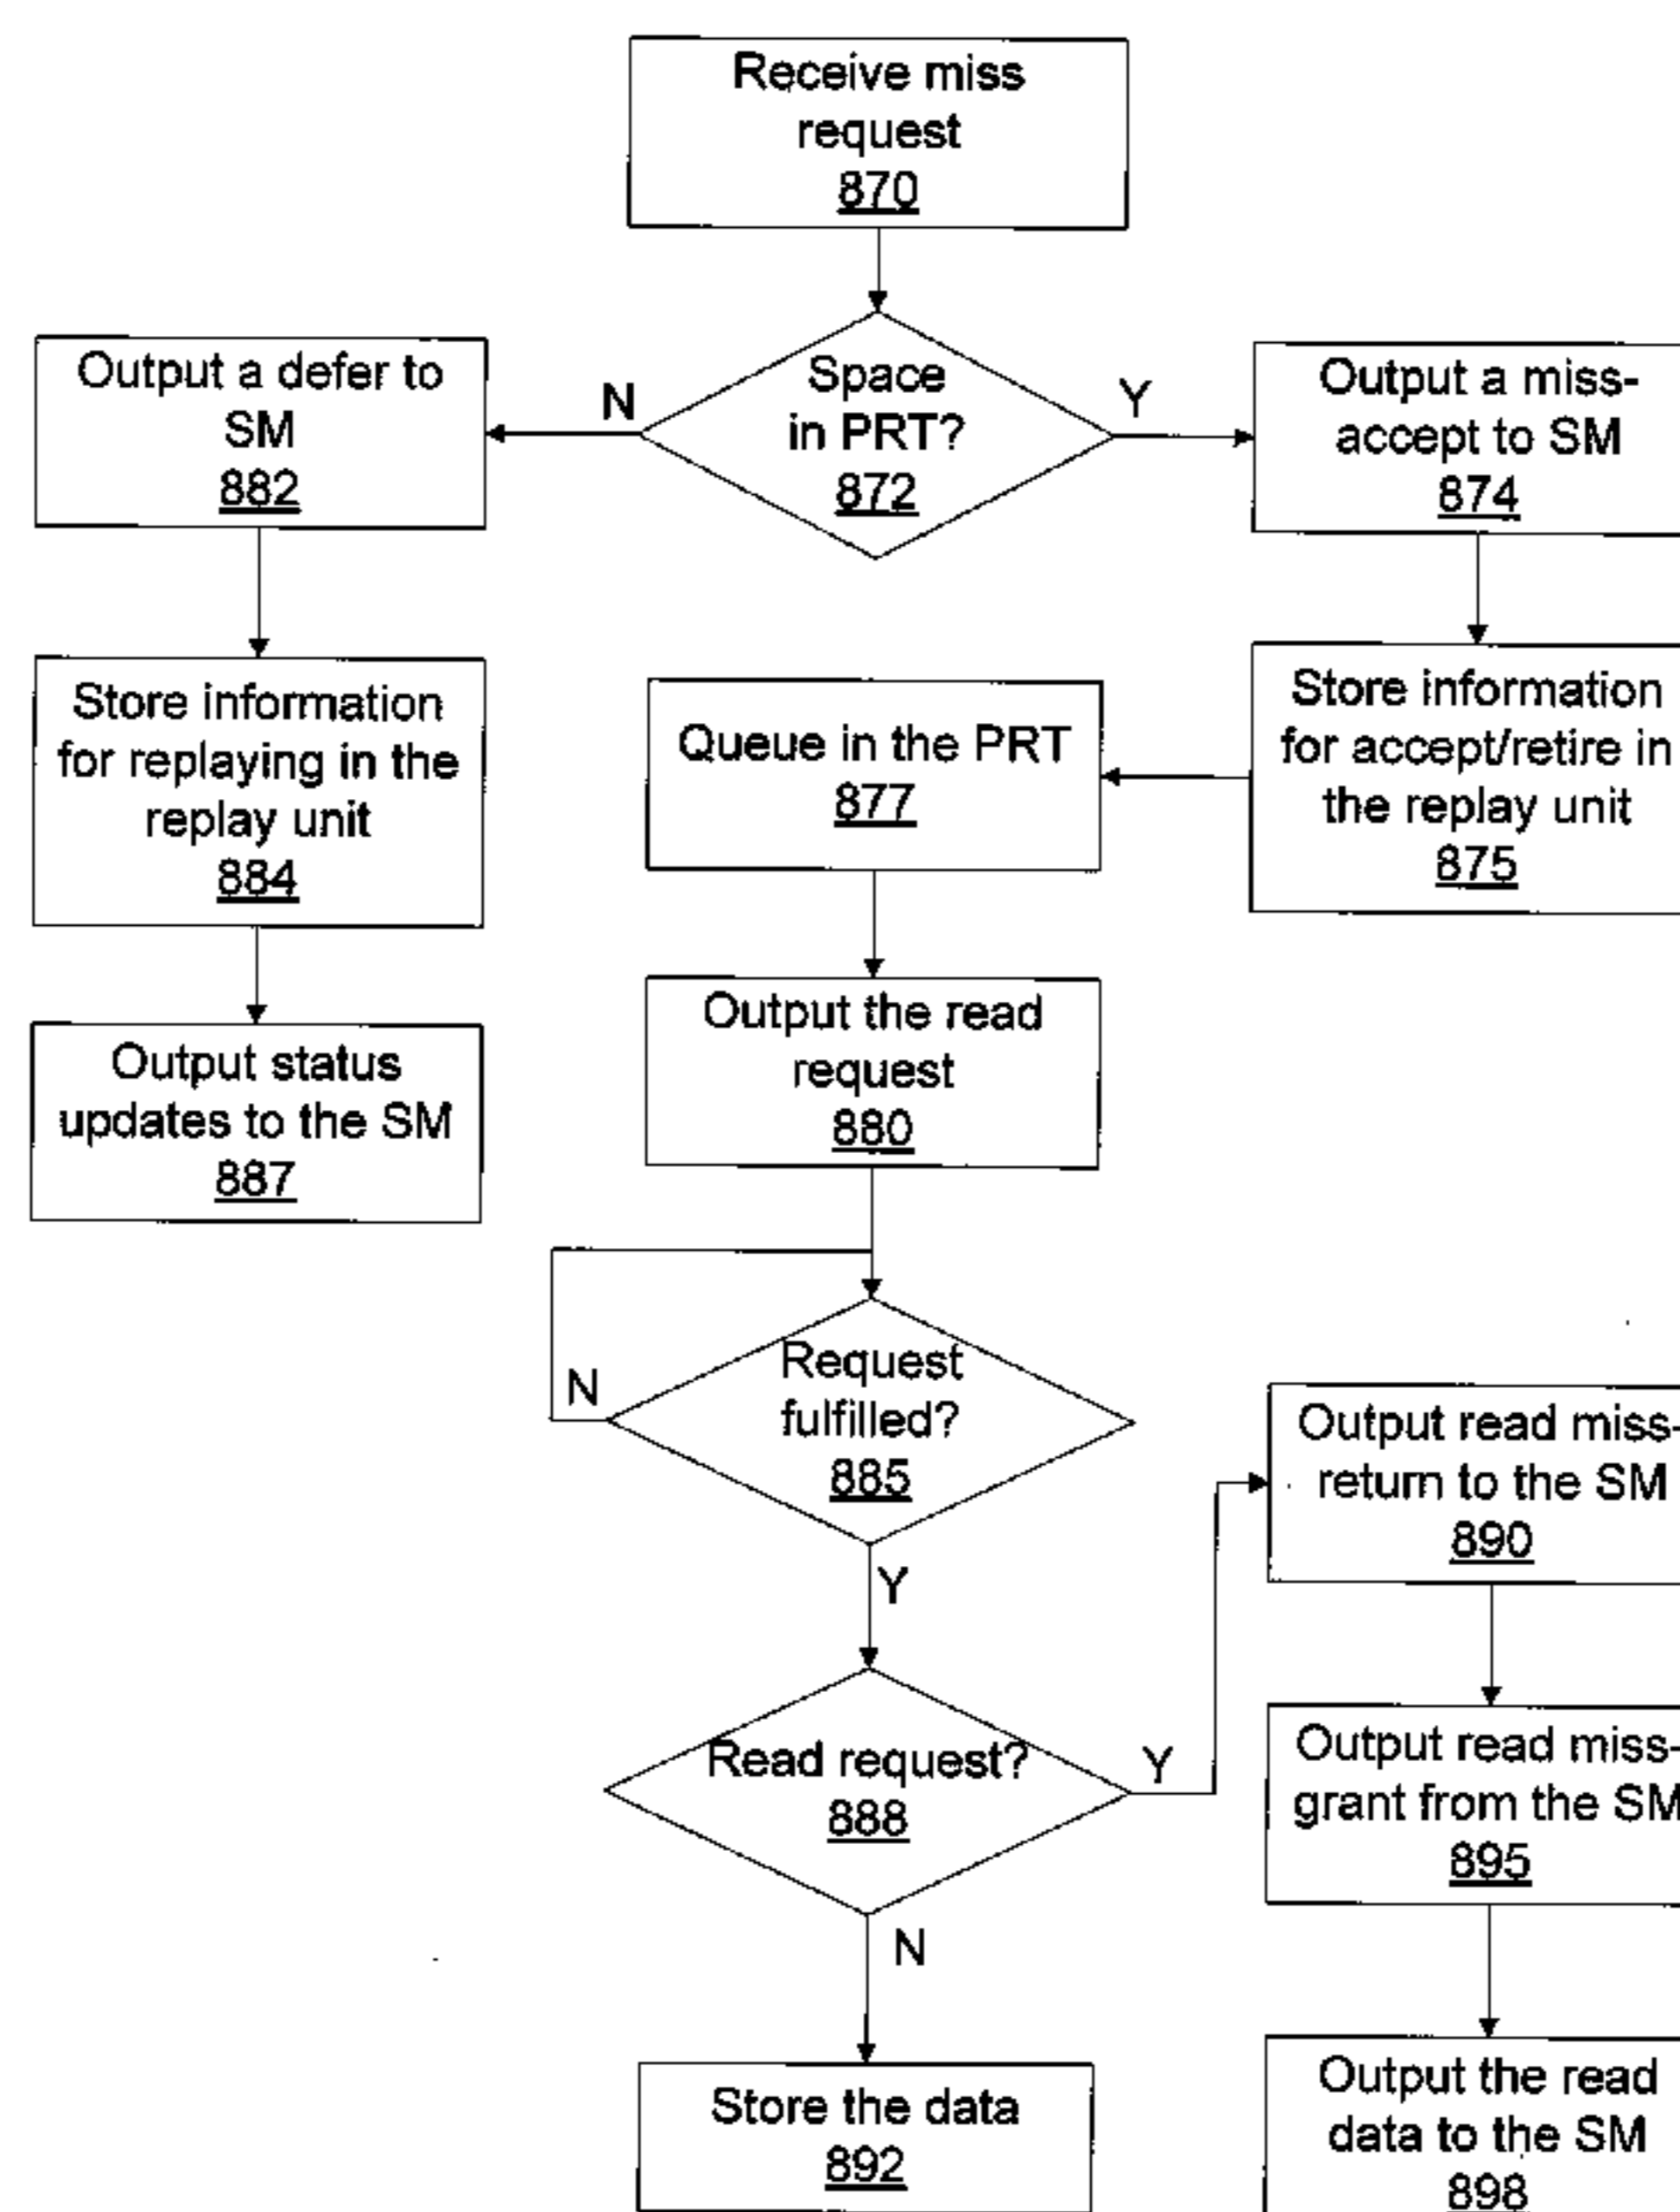 Receive miss
request
870
Space
in PRT?
872
N
Y
Output a defer to
SM
882
Output a miss-
accept to SM
874
Store information
for replaying in the
replay unit
884
Queue in the PRT
877
Store information
for accept/retire in
the replay unit
875
Output status
updates to the SM
887
Output the read
request
880
Request
fulfilled?
885
N
Y
Output read miss-
return to the SM
890
Read request?
888
Y
N
Output read miss-
grant from the SM
895
Store the data
892
Output the read
data to the SM
898